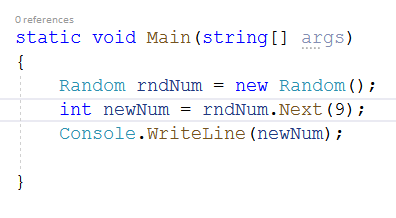 0 references
static void Main(string[] args)
{
Random rndNum = new Random();
int newNum = rndNum.Next(9);
Console.WriteLine(newNum);
}